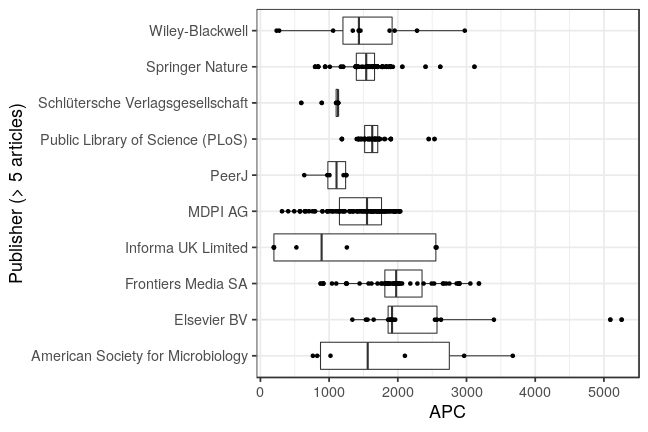 Publisher (> 5 articles)
Wiley-Blackwell
Springer Nature
Schlütersche Verlagsgesellschaft
Public Library of Science (PLoS)
PeerJ
MDPI AG
Informa UK Limited
Frontiers Media SA
Elsevier BV
American Society for Microbiology
0 1000 2000 3000 4000 5000
APC